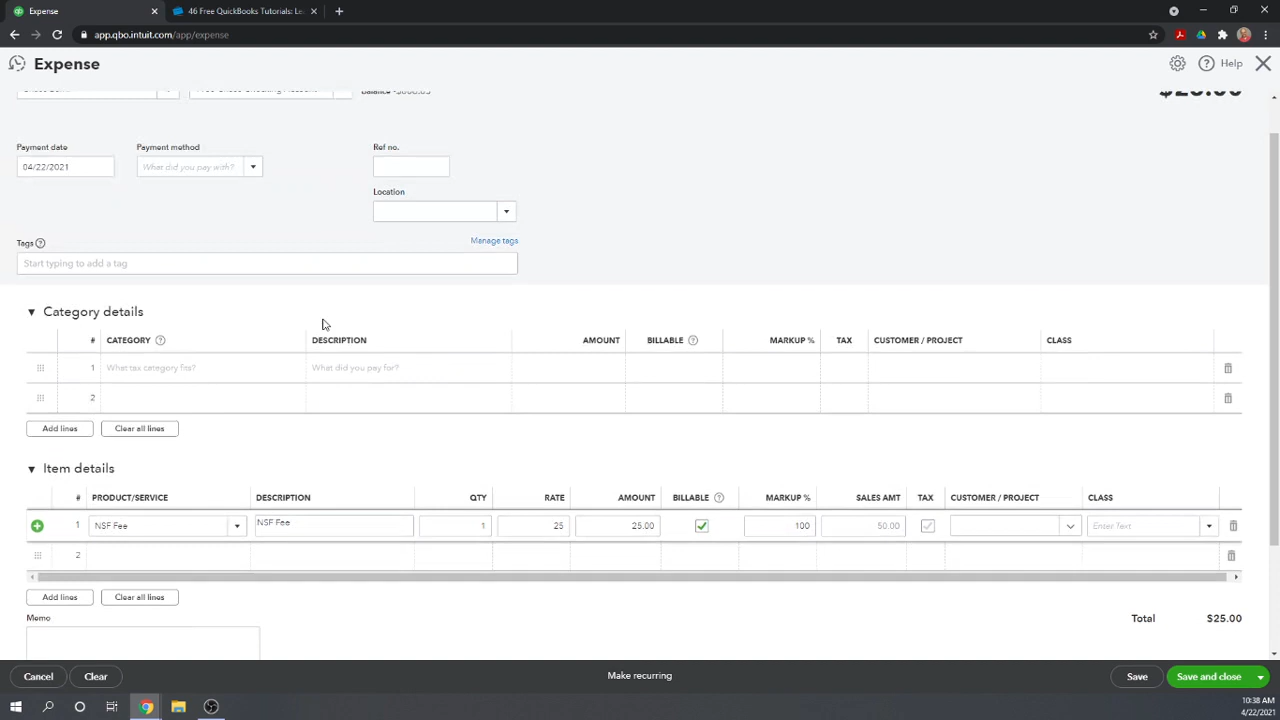 Expense
46 Free QuickBooks Tutorials: Le
app.qbo.intuit.com/app/expense
Expense
Help
Payment date
Payment method
Ref no.
04/22/2021
What did you pay with?
Location
Tags
Manage tags
Start typing to add a tag
Category details
# CATEGORY DESCRIPTION AMOUNT BILLABLE MARKUP % TAX CUSTOMER / PROJECT CLASS
1 What tax category fits? What did you pay for?
2
Add lines Clear all lines
Item details
# PRODUCT/SERVICE DESCRIPTION QTY RATE AMOUNT BILLABLE MARKUP % SALES AMT TAX CUSTOMER / PROJECT CLASS
1 NSF Fee NSF Fee 1 25 25.00 100 50.00 Enter Text
2
Add lines Clear all lines
Memo
Total $25.00
Cancel Clear Make recurring Save Save and close
10:38 AM
4/22/2021